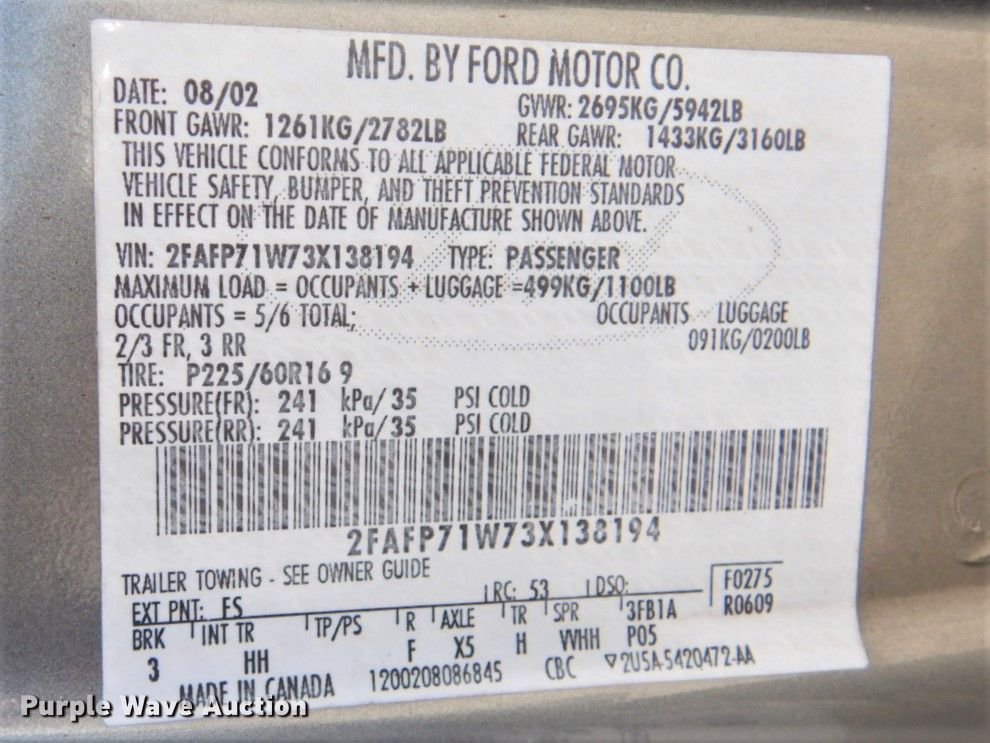 MFD. BY FORD MOTOR CO.
DATE: 08/02 GVWR: 2695KG/5942LB
FRONT GAWR: 1261KG/2782LB REAR GAWR: 1433KG/3160LB
THIS VEHICLE CONFORMS TO ALL APPLICABLE FEDERAL MOTOR
VEHICLE SAFETY, BUMPER, AND THEFT PREVENTION STANDARDS
IN EFFECT ON THE DATE OF MANUFACTURE SHOWN ABOVE.
VIN: 2FAFP71W73X138194 TYPE: PASSENGER
MAXIMUM LOAD = OCCUPANTS + LUGGAGE =499KG/1100LB
OCCUPANTS = 5/6 TOTAL; OCCUPANTS LUGGAGE
2/3 FR, 3 RR 091KG/0200LB
TIRE: P225/60R16 9
PRESSURE(FR): 241 kPa/ 35 PSI COLD
PRESSURE(RR): 241 kPa/ 35 PSI COLD
2FAFP71W73X138194
TRAILER TOWING - SEE OWNER GUIDE
EXT PNT: FS RC: 53 DSO: F0275
BRK INT TR TP/PS R AXLE TR SPR 3FB1A R0609
3 HH F X5 H VVHH P05
MADE IN CANADA 1200208086845 CBC ▽2U5A-5420472-AA
Purple Wave Auction